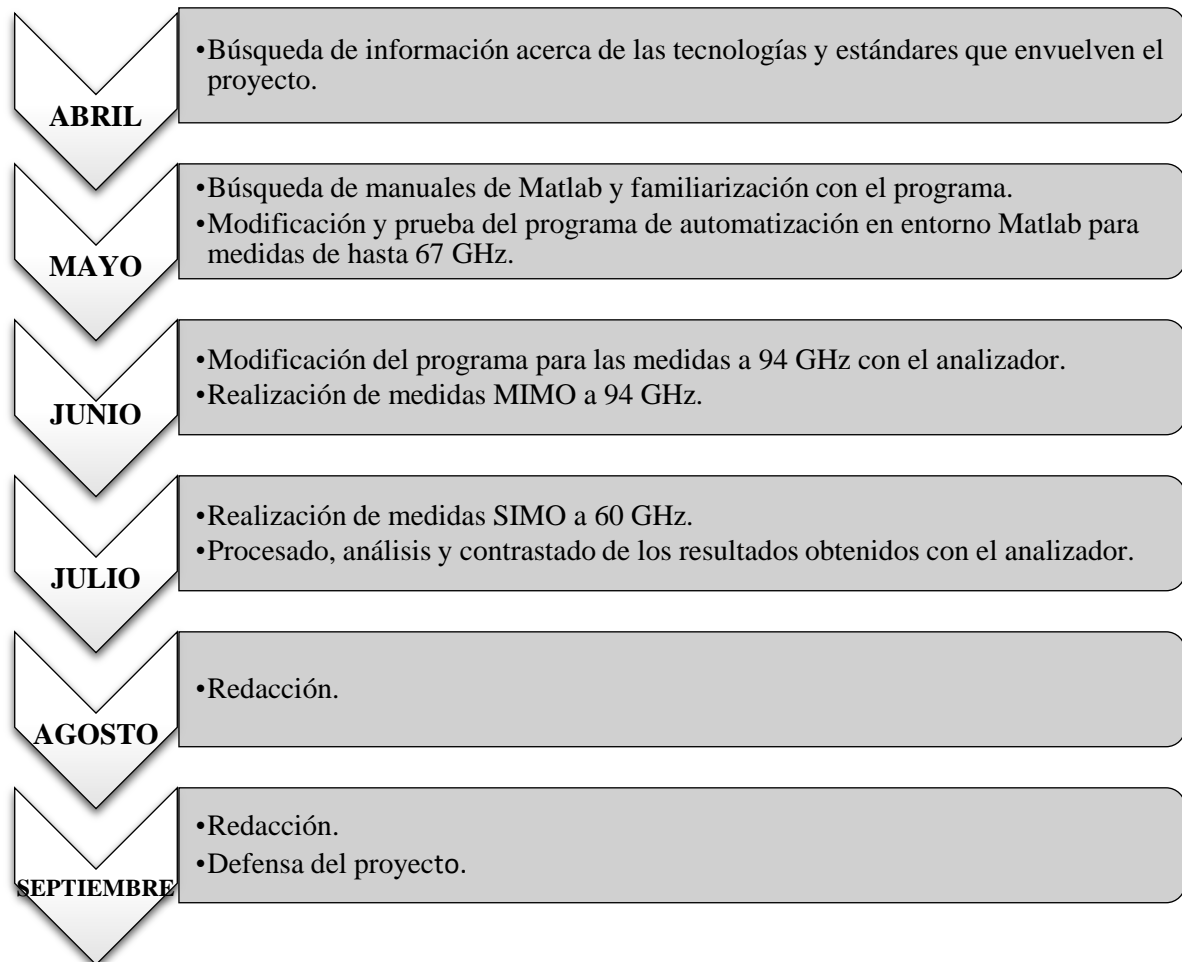 ABRIL
•Búsqueda de información acerca de las tecnologías y estándares que envuelven el
proyecto.
MAYO
•Búsqueda de manuales de Matlab y familiarización con el programa.
•Modificación y prueba del programa de automatización en entorno Matlab para
medidas de hasta 67 GHz.
JUNIO
•Modificación del programa para las medidas a 94 GHz con el analizador.
•Realización de medidas MIMO a 94 GHz.
JULIO
•Realización de medidas SIMO a 60 GHz.
•Procesado, análisis y contrastado de los resultados obtenidos con el analizador.
AGOSTO
•Redacción.
SEPTIEMBRE
•Redacción.
•Defensa del proyecto.